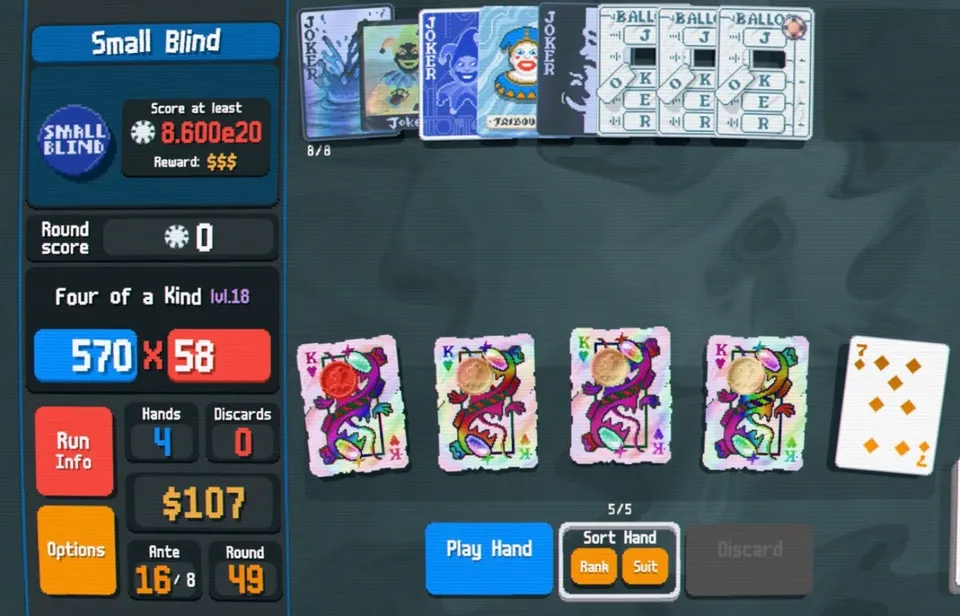 Small Blind
SMALL
BLIND
Score at least
8.600e20
Reward: $$$
Round
score
0
Four of a Kind lvl.18
570 X 58
Run
Info
Hands
4
Discards
0
$107
Options
Ante
16/8
Round
49
JOKER
JOKER
JOKER
BALLO
J
O K
E
R
BALLO
J
O K
E
R
BALLO
J
O K
E
R
8/8
K
K
K
K
K
K
K
K
7
7
5/5
Play Hand
Sort Hand
Rank
Suit
Discard